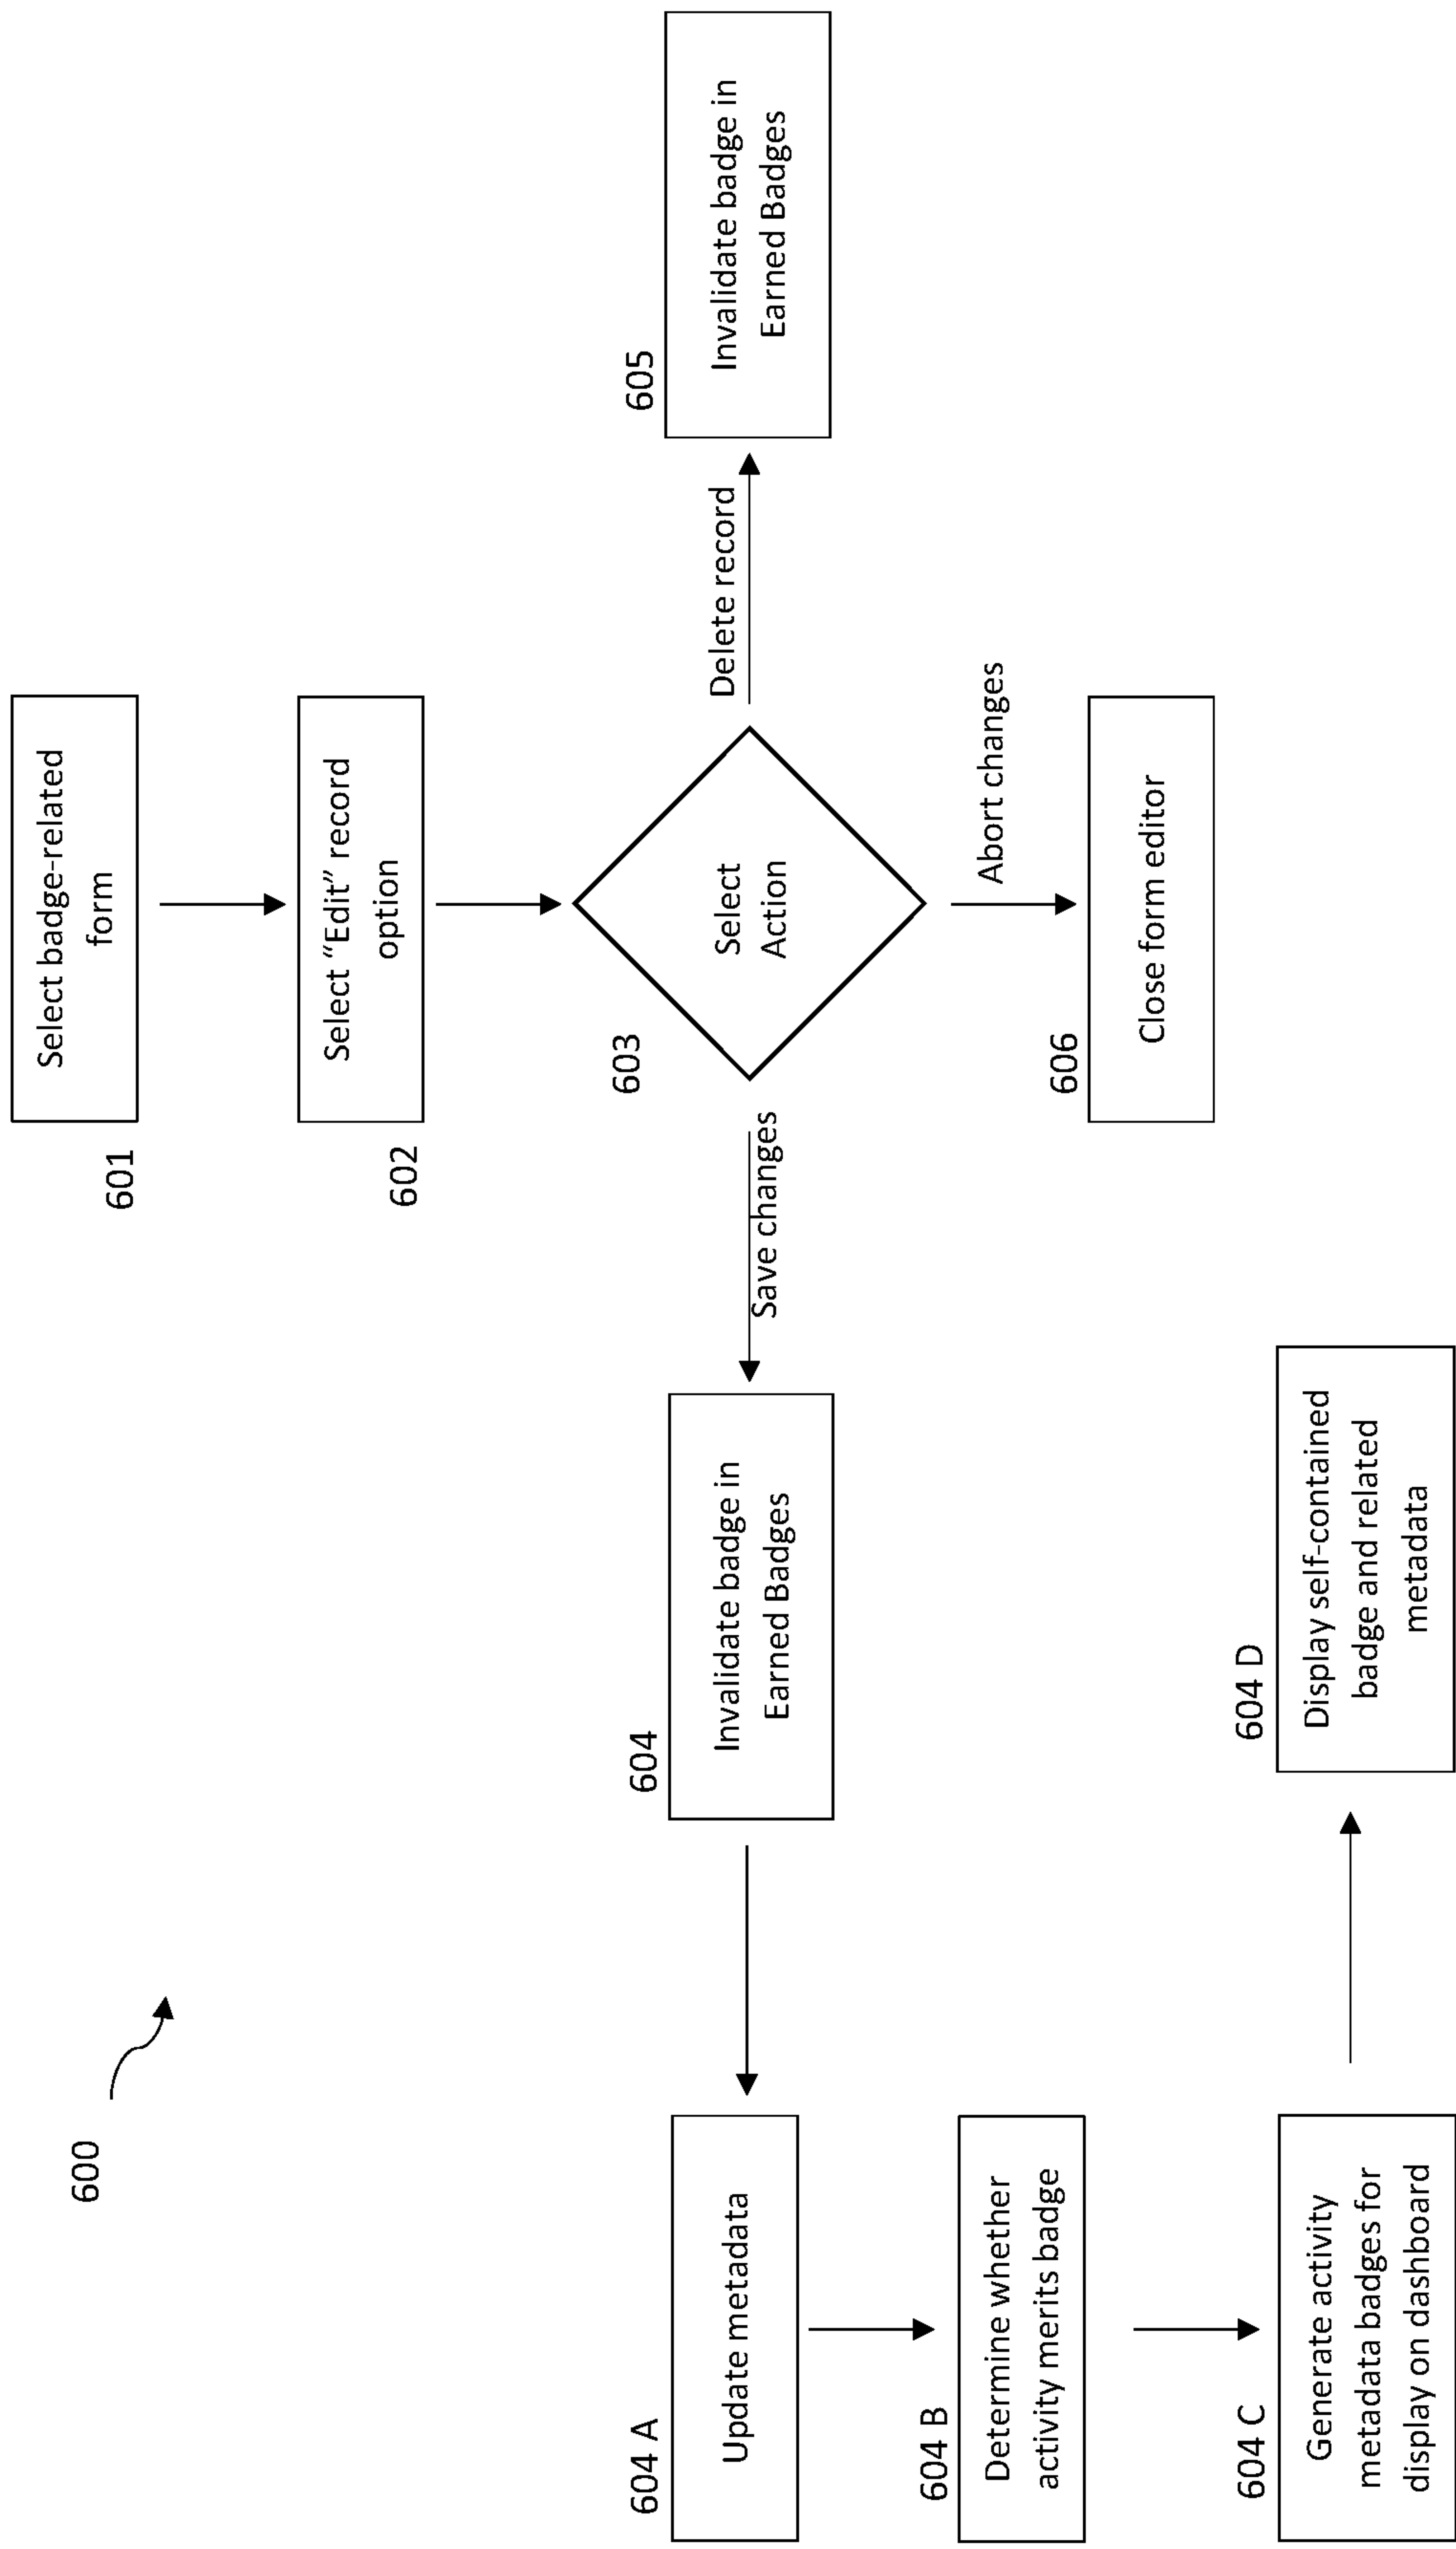 600
601
Select badge-related
form
602
Select “Edit” record
option
603
Select
Action
Save changes
Delete record
Abort changes
604
Invalidate badge in
Earned Badges
605
Invalidate badge in
Earned Badges
606
Close form editor
604 A
Update metadata
604 B
Determine whether
activity merits badge
604 C
Generate activity
metadata badges for
display on dashboard
604 D
Display self-contained
badge and related
metadata